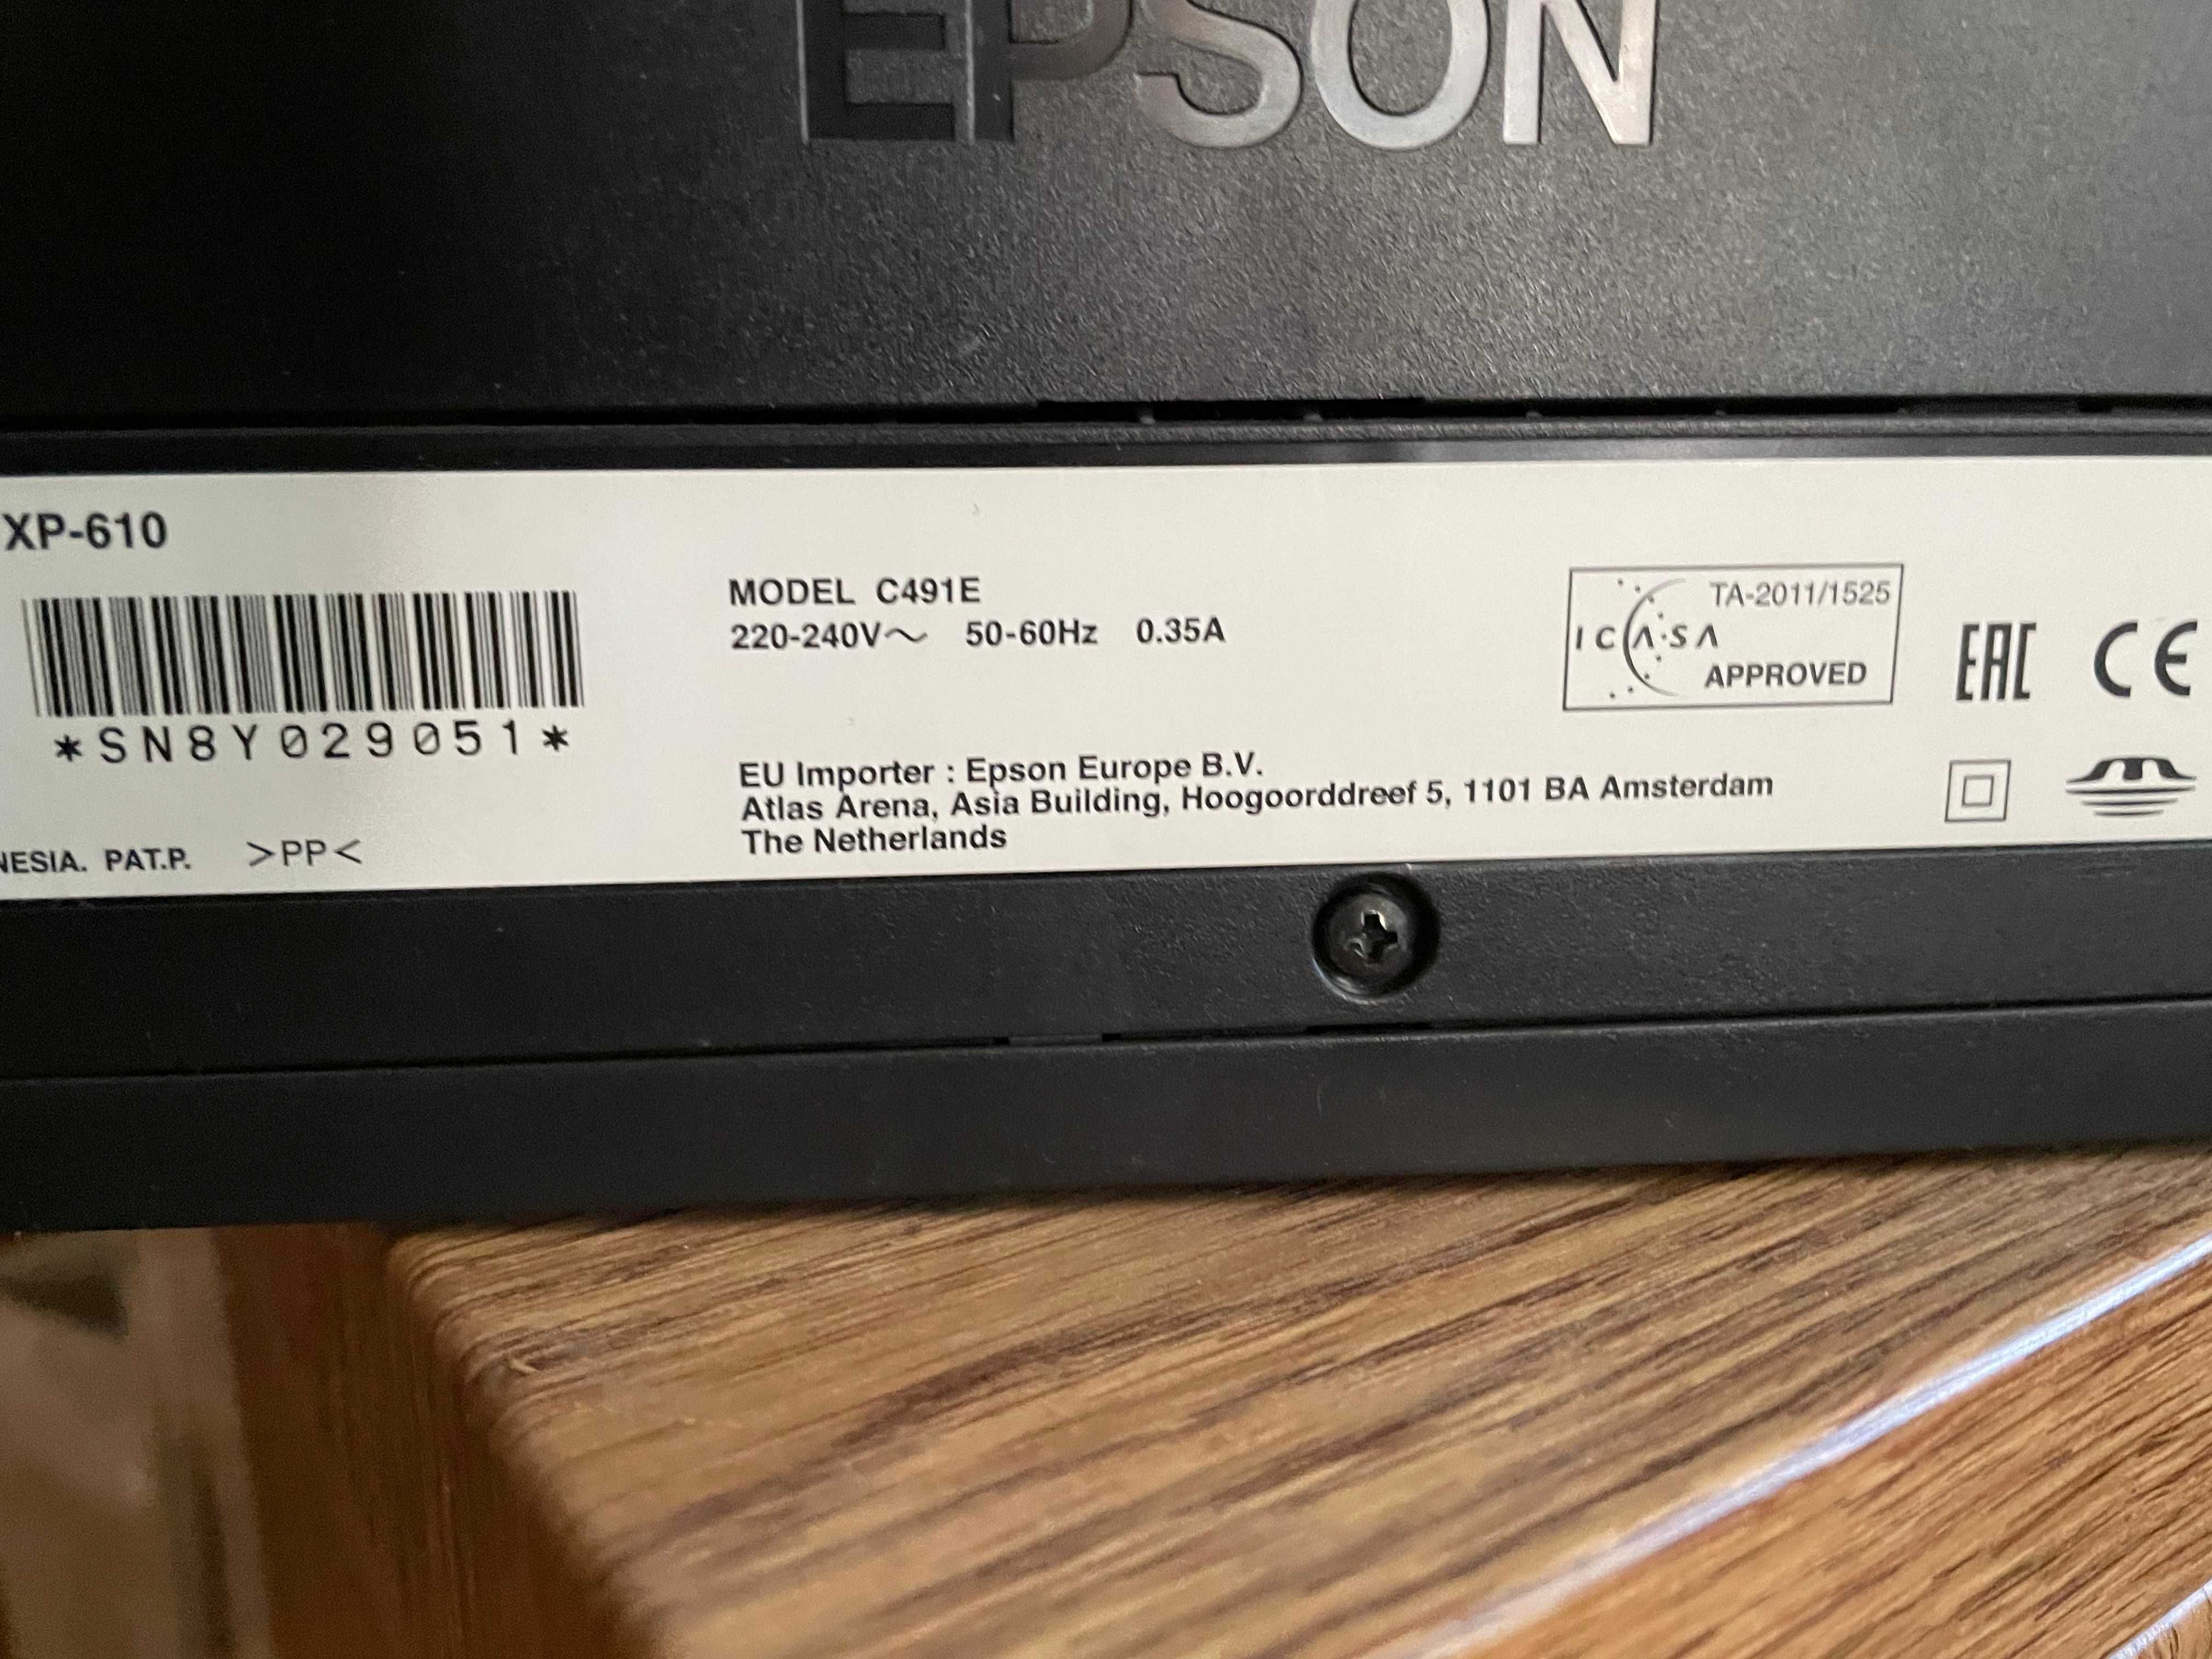 EPSON
XP-610
*SN8Y029051*
NESIA. PAT.P. >PP<
MODEL C491E
220-240V～ 50-60Hz 0.35A
EU Importer : Epson Europe B.V.
Atlas Arena, Asia Building, Hoogoorddreef 5, 1101 BA Amsterdam
The Netherlands
TA-2011/1525
ICASA
APPROVED
EAC CE